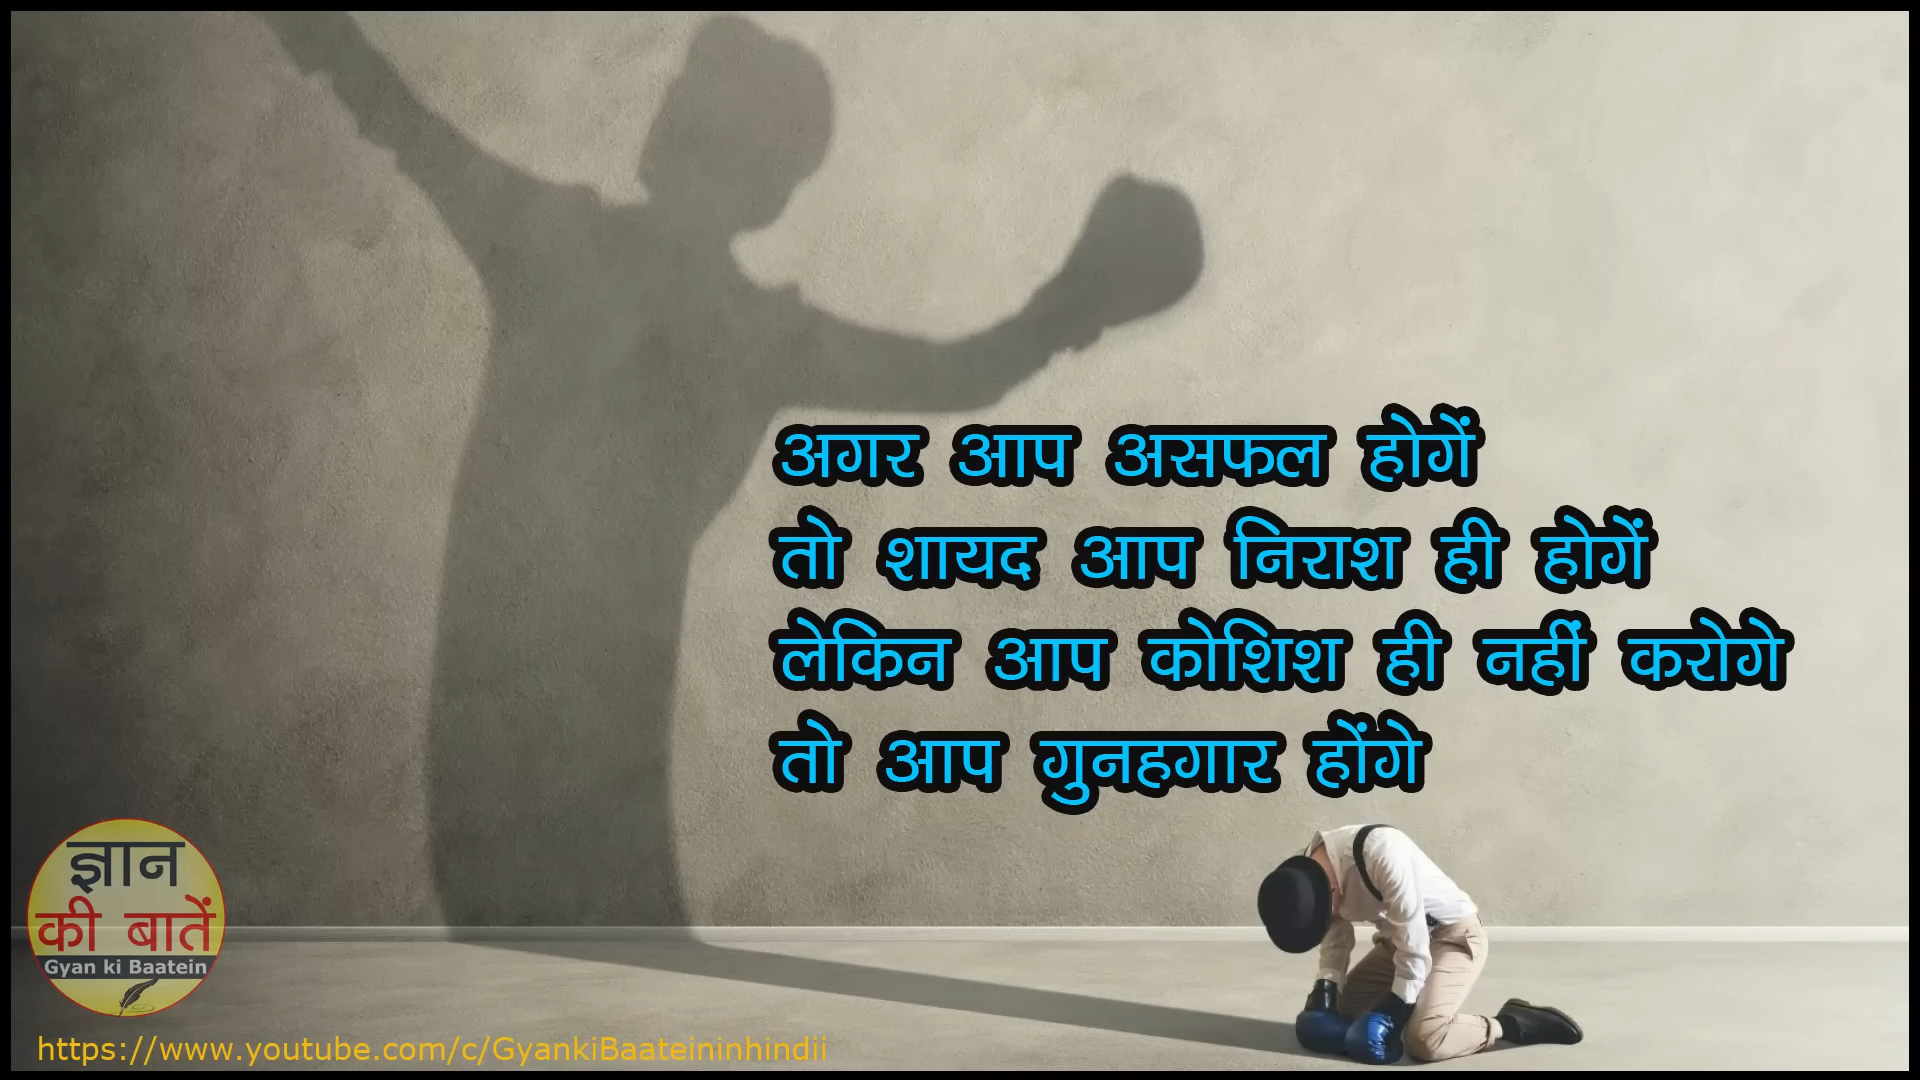 अगर आप असफल होगें
तो शायद आप निराश ही होगें
लेकिन आप कोशिश ही नहीं करोगे
तो आप गुनहगार होंगे
ज्ञान
की बातें
Gyan ki Baatein
https://www.youtube.com/c/GyankiBaateininhindii